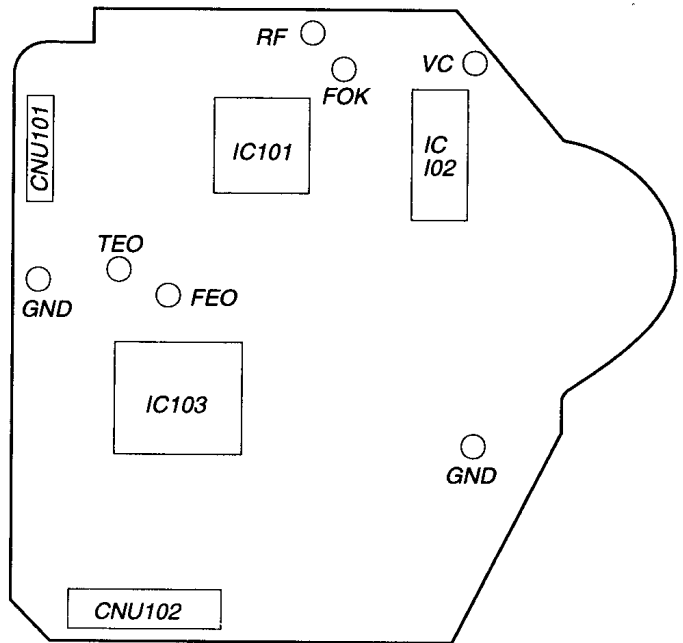 RF
FOK
VC
CNU101
IC101
IC
I02
TEO
GND
FEO
IC103
GND
CNU102